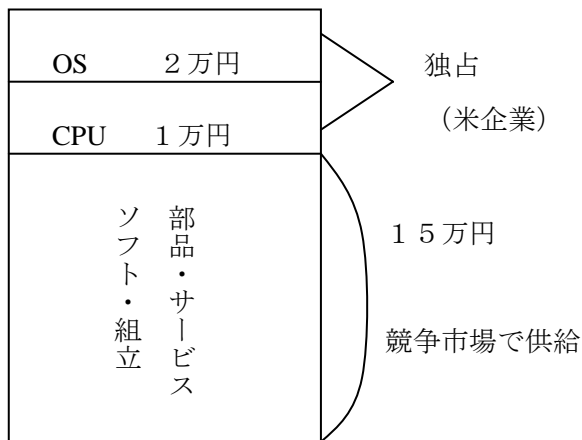 OS　２万円
独占
（米企業）
CPU　１万円
部品・サービス
ソフト・組立
１５万円
競争市場で供給